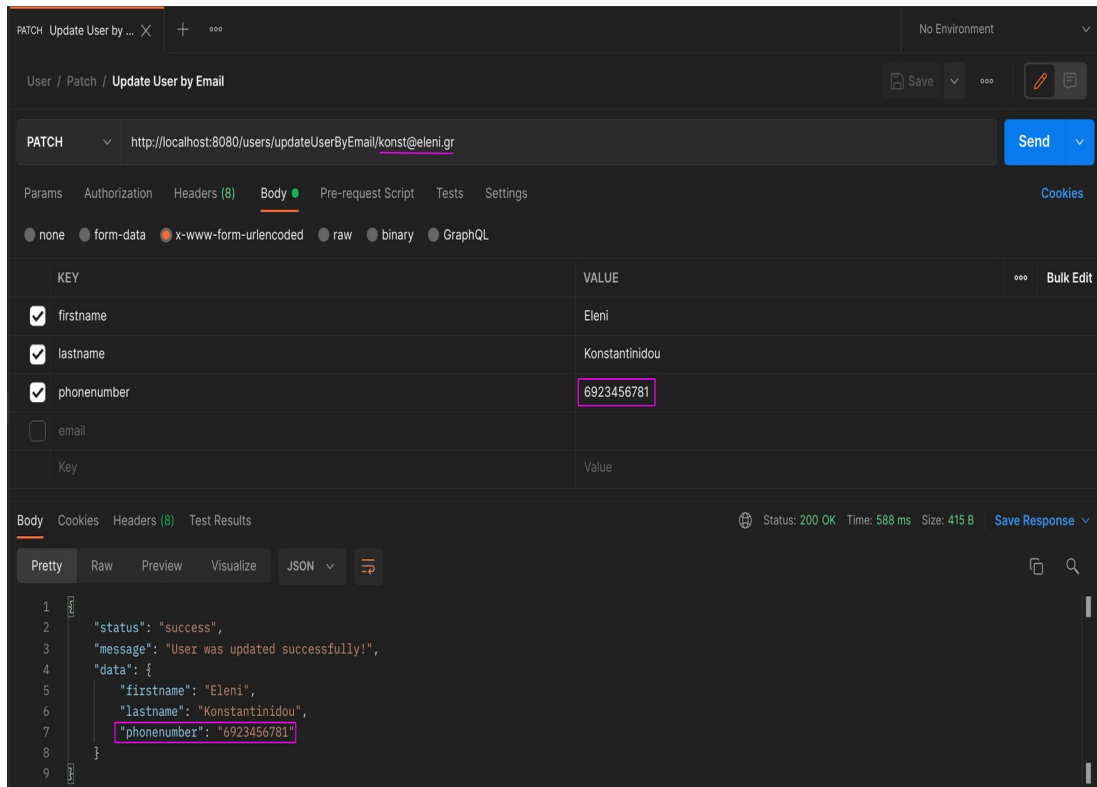 PATCH Update User by ...
No Environment
User / Patch / Update User by Email
Save
PATCH http://localhost:8080/users/updateUserByEmail/konst@eleni.gr
Send
Params Authorization Headers (8) Body Pre-request Script Tests Settings Cookies
none form-data x-www-form-urlencoded raw binary GraphQL
KEY VALUE Bulk Edit
firstname Eleni
lastname Konstantinidou
phonenumber 6923456781
email
Key Value
Body Cookies Headers (8) Test Results Status: 200 OK Time: 588 ms Size: 415 B Save Response
Pretty Raw Preview Visualize JSON
1 {
2 "status": "success",
3 "message": "User was updated successfully!",
4 "data": {
5 "firstname": "Eleni",
6 "lastname": "Konstantinidou",
7 "phonenumber": "6923456781"
8 }
9 }